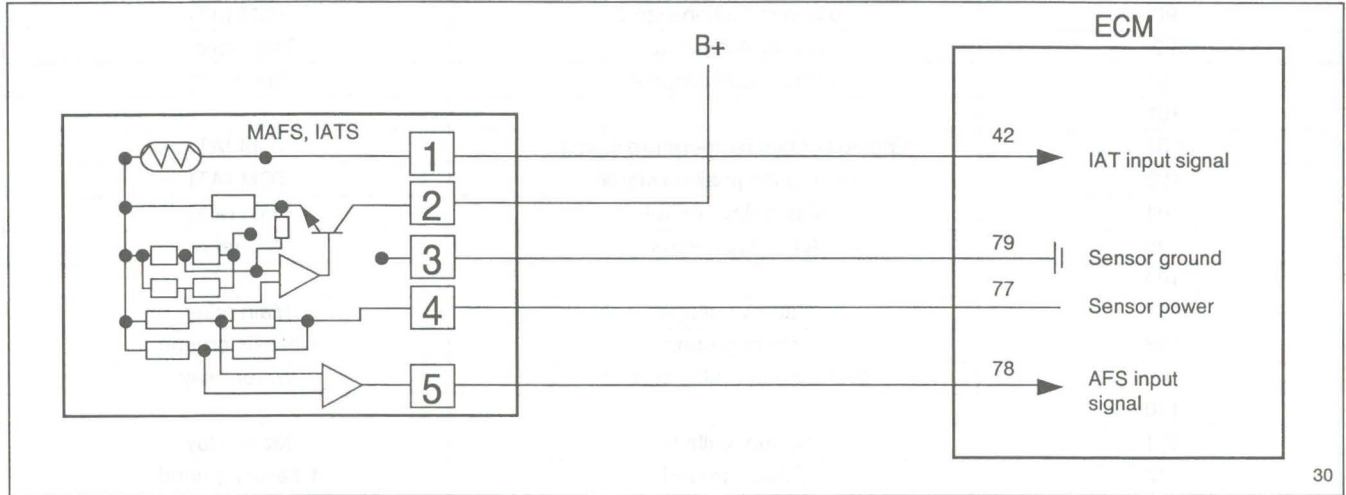 ECM
B+
MAFS, IATS
1
42
IAT input signal
2
3
79
Sensor ground
77
4
Sensor power
78
5
AFS input
signal
30